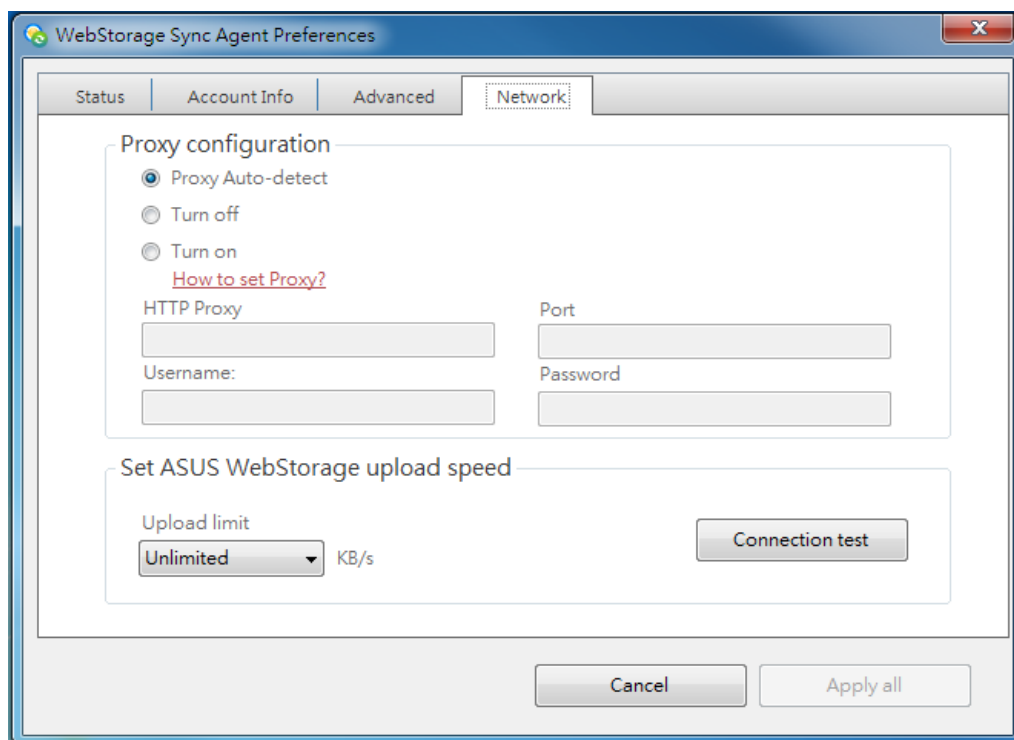 WebStorage Sync Agent Preferences
Status Account Info Advanced Network
Proxy configuration
Proxy Auto-detect
Turn off
Turn on
How to set Proxy?
HTTP Proxy Port
Username: Password
Set ASUS WebStorage upload speed
Upload limit
Unlimited KB/s Connection test
Cancel Apply all